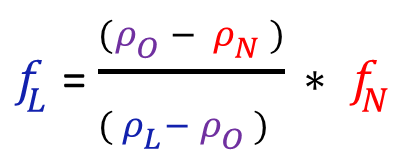 f_L = (ρ_O − ρ_N) / (ρ_L − ρ_O) * f_N